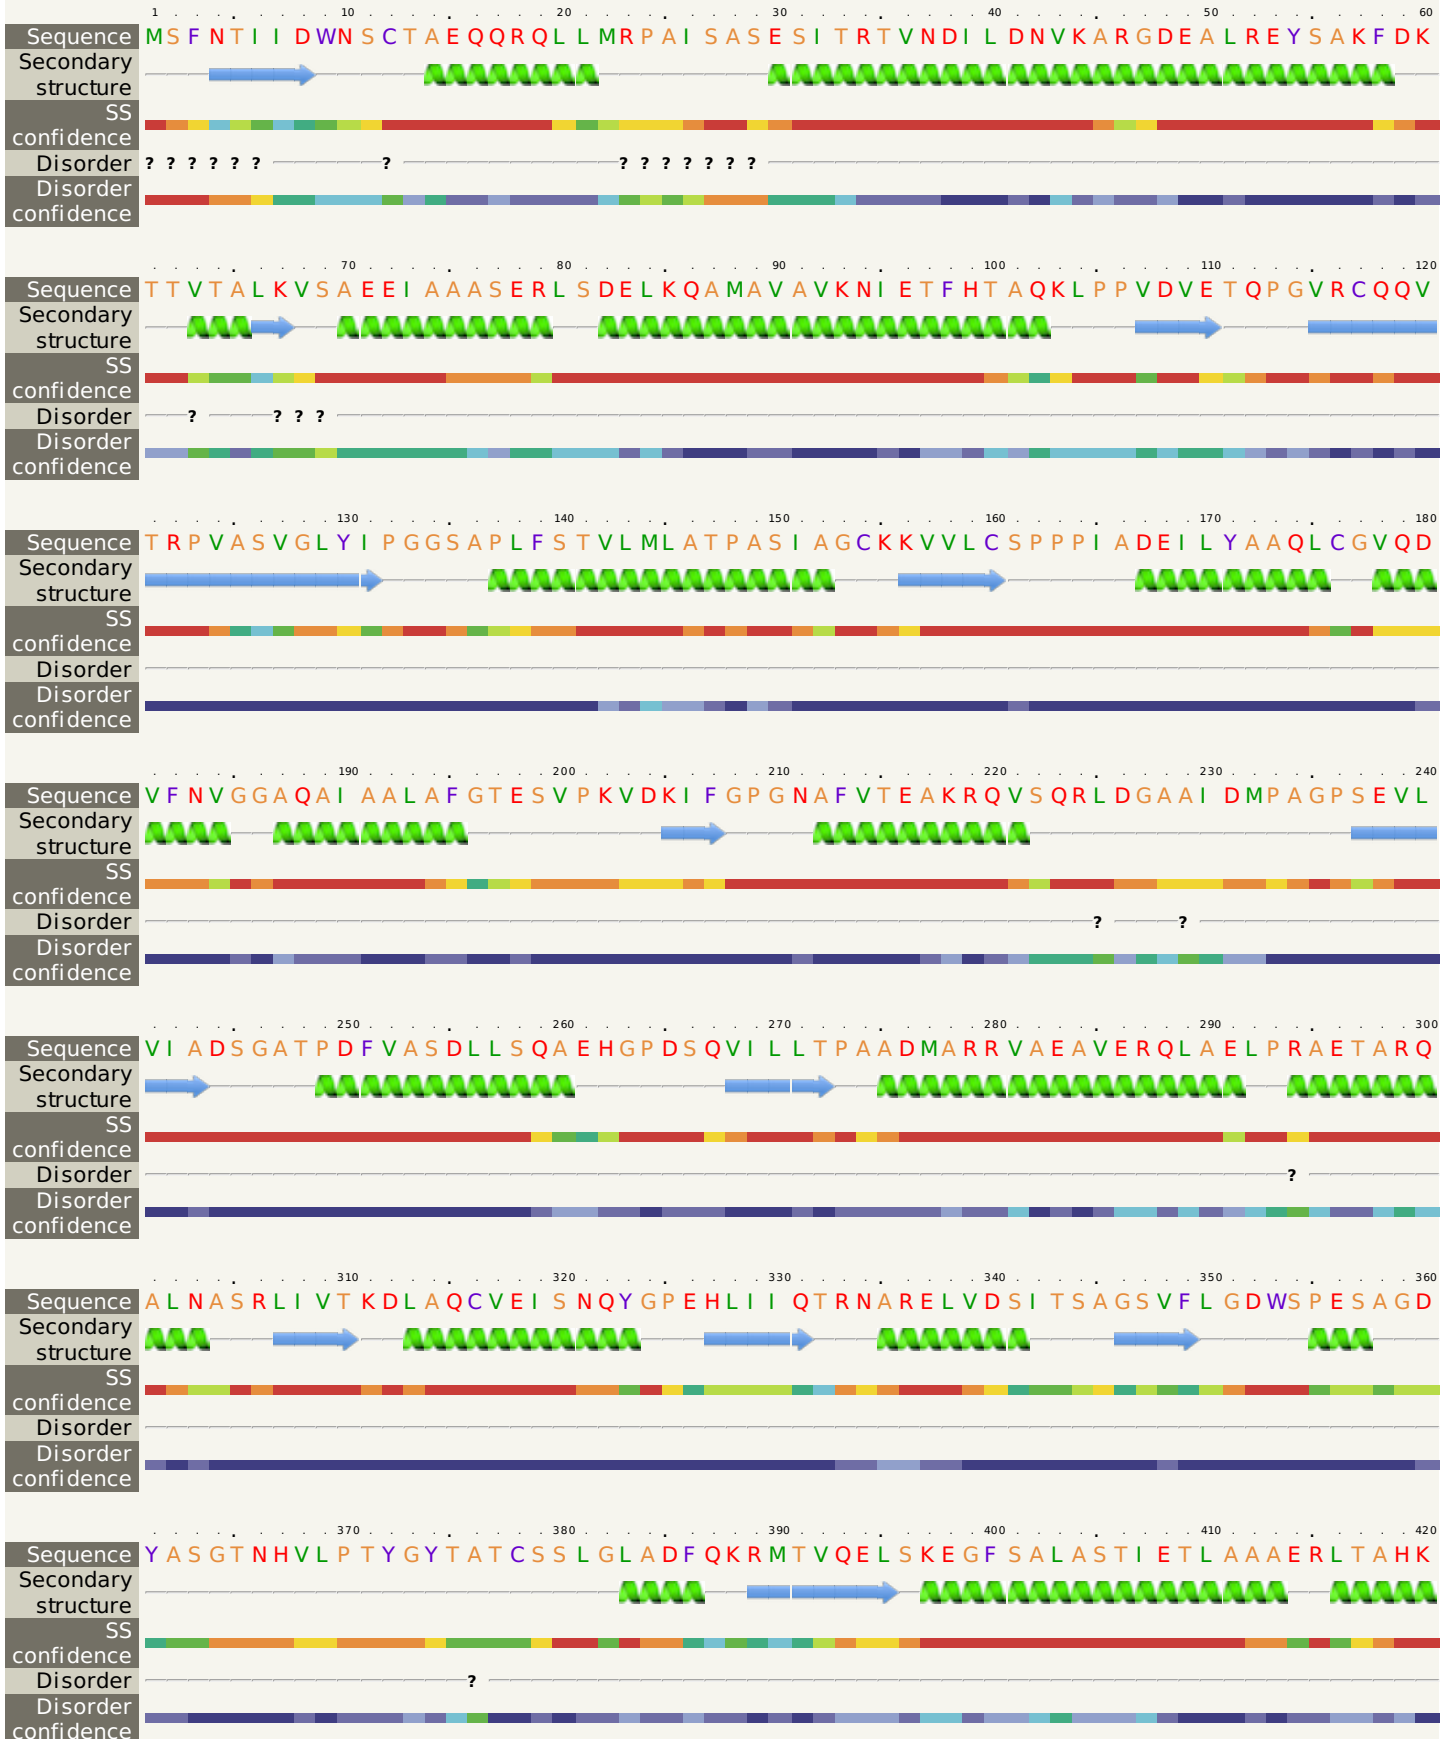 1 10 20 30 40 50 60
Sequence MSFNTIIDWNSCTAEQQRQLLMRPAISASESITRTVNDILDNVKARGDEALREYSAKFDK
Secondary
structure
SS
confidence
Disorder ? ? ? ? ? ? ? ? ? ? ? ? ? ?
Disorder
confidence
70 80 90 100 110 120
Sequence TTVTALKVSAEEIAAASERLSDELKQAMAVAVKNIETFHTAQKLPPVDVETQPGVRCQQV
Secondary
structure
SS
confidence
Disorder ? ? ? ?
Disorder
confidence
130 140 150 160 170 180
Sequence TRPVASVGLYIPGGSAPLFSTVLMLATPASIAGCKKVVLCSPPPIADEILYAAQLCGVQD
Secondary
structure
SS
confidence
Disorder
Disorder
confidence
190 200 210 220 230 240
Sequence VFNVGGAQAIAALAFGTESVPKVDKIFGPGNAFVTEAKRQVSQRLDGAAIDMPAGPSEVL
Secondary
structure
SS
confidence
Disorder ? ?
Disorder
confidence
250 260 270 280 290 300
Sequence VIADSGATPDFVASDLLSQAEHGPDSQVILLTPAADMARRVAEAVERQLAELPRAETARQ
Secondary
structure
SS
confidence
Disorder ?
Disorder
confidence
310 320 330 340 350 360
Sequence ALNASRLIVTKDLAQCVEISNQYGPEHLIIQTRNARELVDSITSAGSVFLGDWSPESAGD
Secondary
structure
SS
confidence
Disorder
Disorder
confidence
370 380 390 400 410 420
Sequence YASGTNHVLPTYGYTATCSSLGLADFQKRMTVQELSKEGFSALASTIETLAAAERLTAHK
Secondary
structure
SS
confidence
Disorder ?
Disorder
confidence